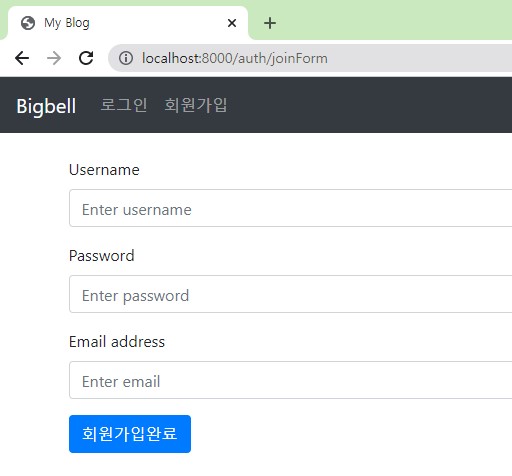 My Blog
localhost:8000/auth/joinForm
Bigbell 로그인 회원가입
Username
Enter username
Password
Enter password
Email address
Enter email
회원가입완료